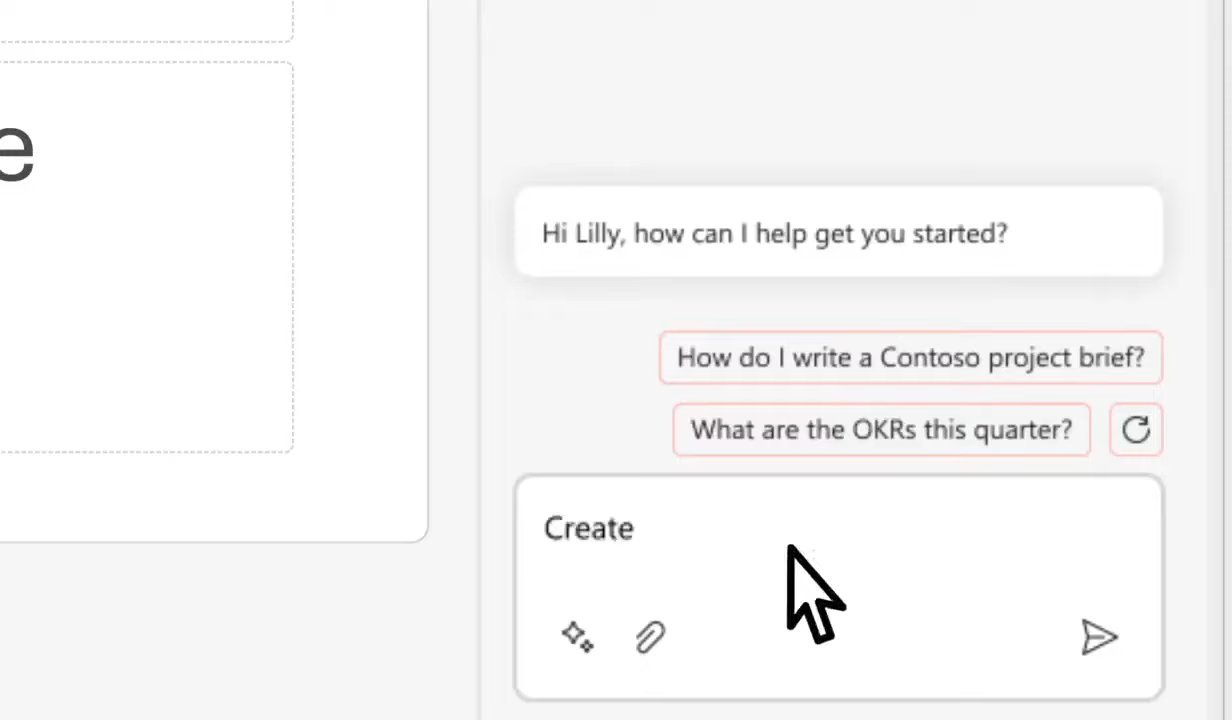 e
Hi Lilly, how can I help get you started?
How do I write a Contoso project brief?
What are the OKRs this quarter?
Create